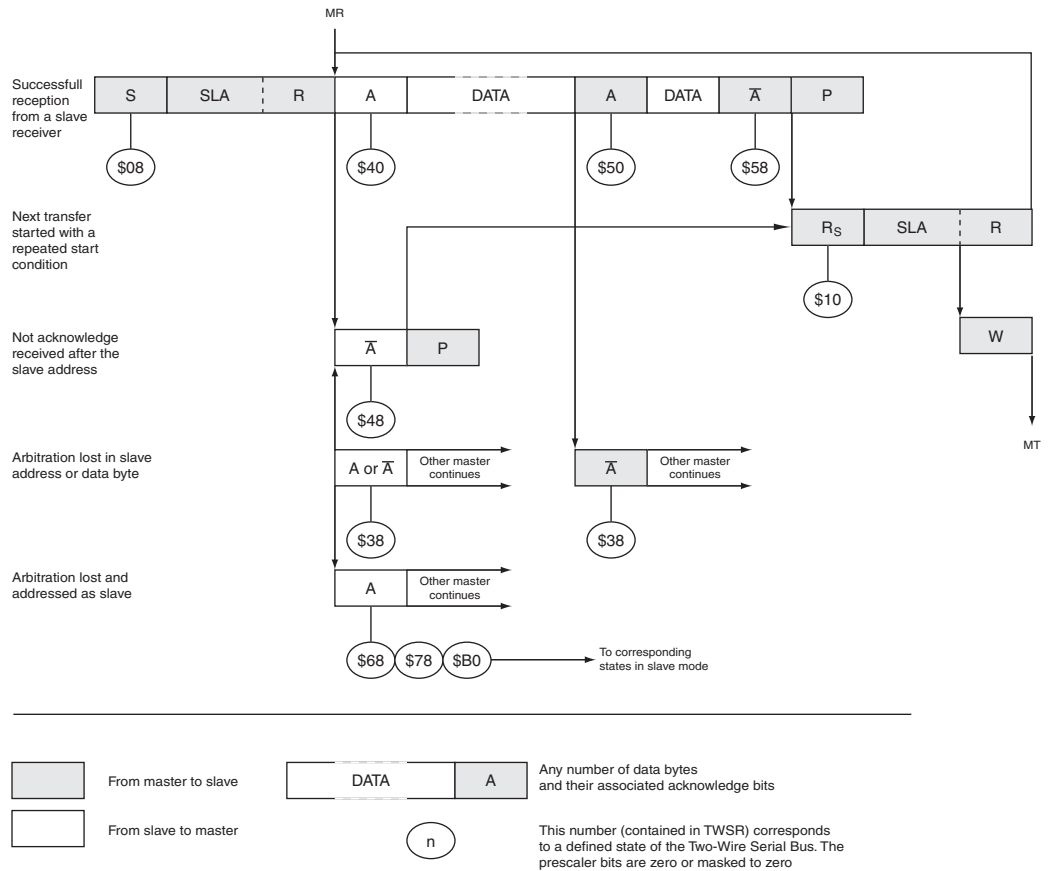 MR
Successfull
reception
from a slave
receiver
S SLA R A DATA A DATA A̅ P
$08 $40 $50 $58
Next transfer
started with a
repeated start
condition
RS SLA R
$10
W
MT
Not acknowledge
received after the
slave address
A̅ P
$48
Arbitration lost in slave
address or data byte
A or A̅ Other master
continues
A̅ Other master
continues
$38 $38
Arbitration lost and
addressed as slave
A Other master
continues
$68 $78 $B0
To corresponding
states in slave mode
From master to slave
DATA A
Any number of data bytes
and their associated acknowledge bits
From slave to master
n
This number (contained in TWSR) corresponds
to a defined state of the Two-Wire Serial Bus. The
prescaler bits are zero or masked to zero